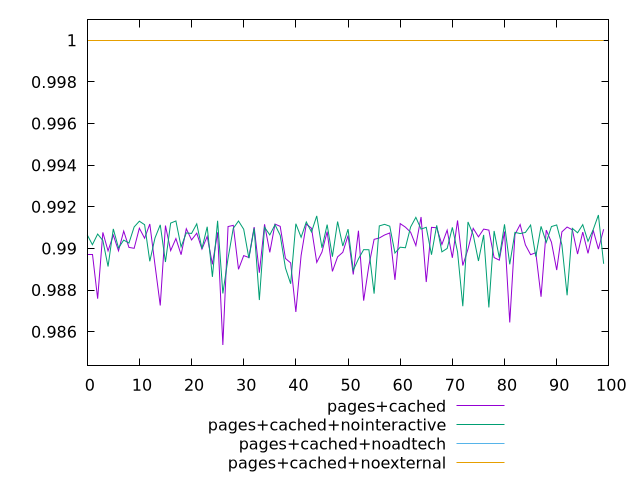 1
0.998
0.996
0.994
0.992
0.99
0.988
0.986
0 10 20 30 40 50 60 70 80 90 100
pages+cached
pages+cached+nointeractive
pages+cached+noadtech
pages+cached+noexternal